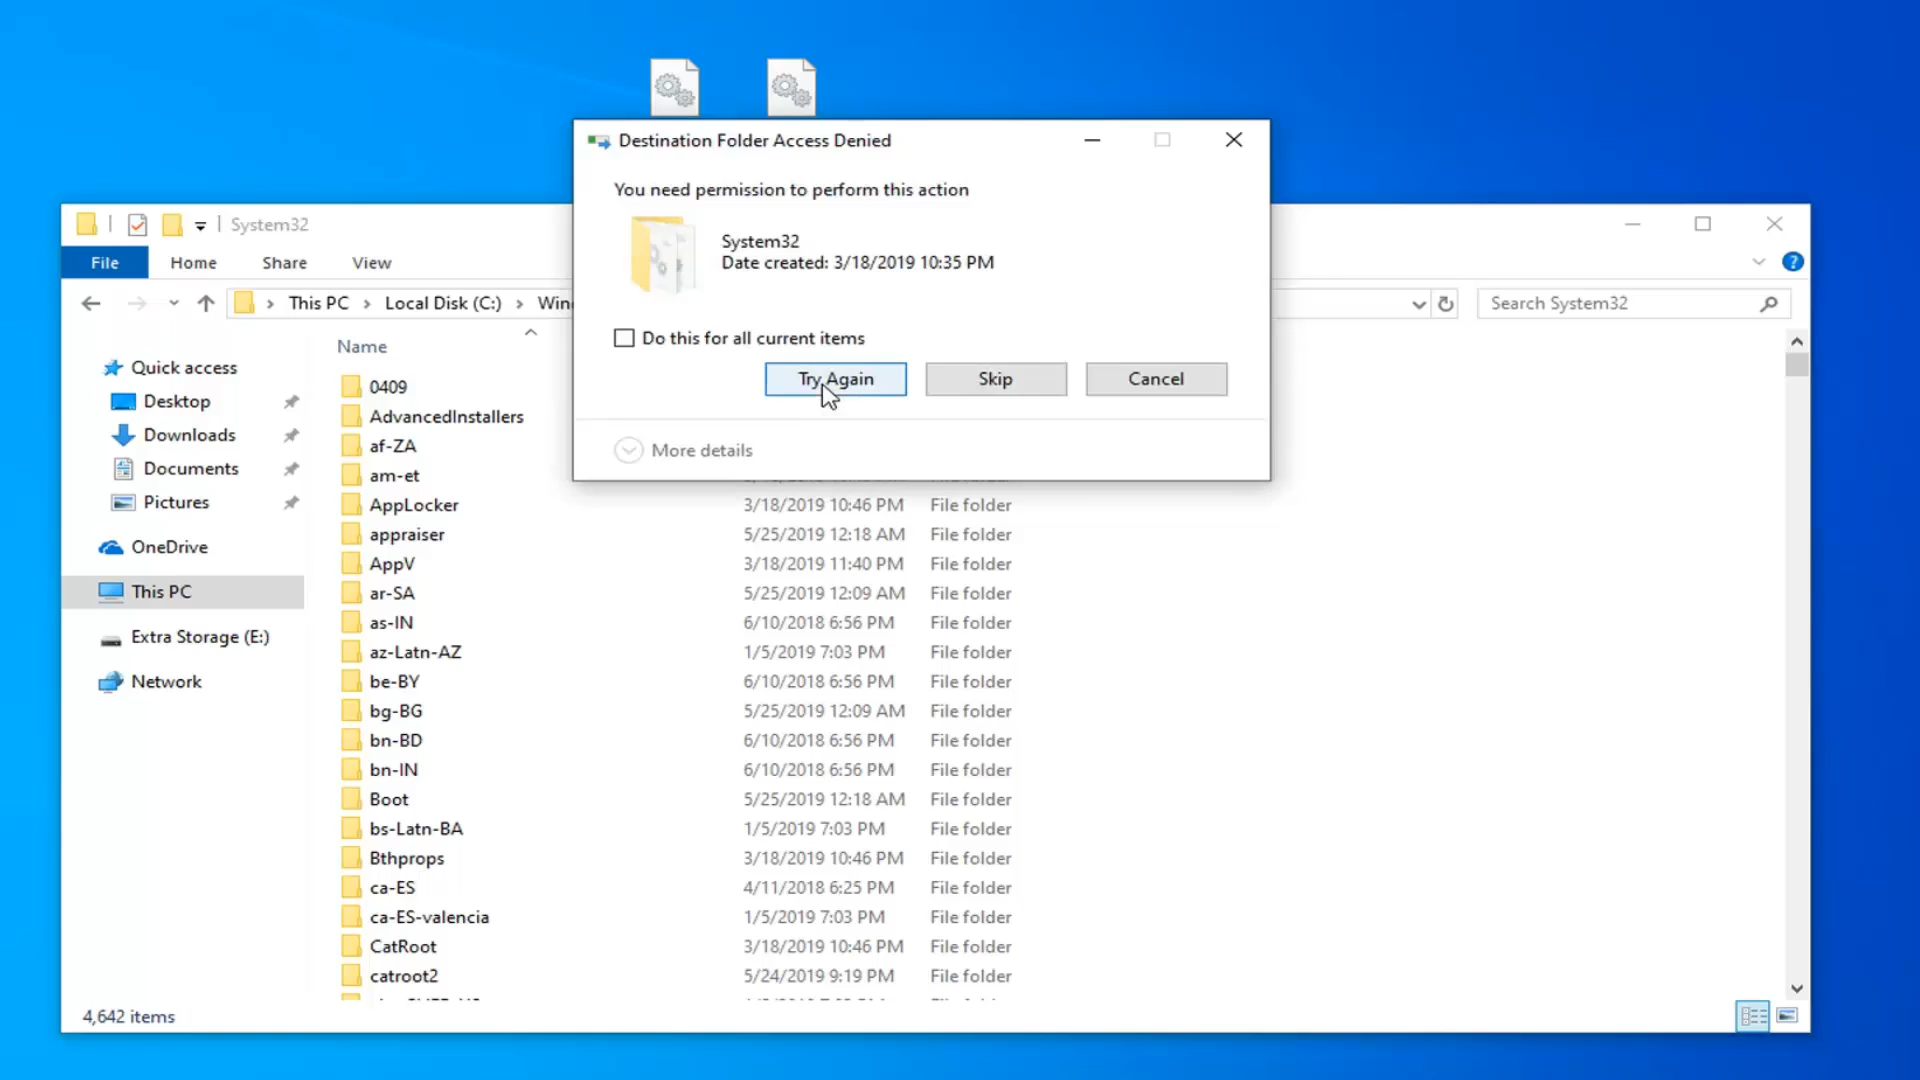 Destination Folder Access Denied
You need permission to perform this action
System32
Date created: 3/18/2019 10:35 PM
Do this for all current items
Try Again Skip Cancel
More details
System32
File Home Share View
This PC Local Disk (C:)
Search System32
Quick access
Desktop
Downloads
Documents
Pictures
OneDrive
This PC
Extra Storage (E:)
Network
Name
0409
AdvancedInstallers
af-ZA
am-et
AppLocker 3/18/2019 10:46 PM File folder
appraiser 5/25/2019 12:18 AM File folder
AppV 3/18/2019 11:40 PM File folder
ar-SA 5/25/2019 12:09 AM File folder
as-IN 6/10/2018 6:56 PM File folder
az-Latn-AZ 1/5/2019 7:03 PM File folder
be-BY 6/10/2018 6:56 PM File folder
bg-BG 5/25/2019 12:09 AM File folder
bn-BD 6/10/2018 6:56 PM File folder
bn-IN 6/10/2018 6:56 PM File folder
Boot 5/25/2019 12:18 AM File folder
bs-Latn-BA 1/5/2019 7:03 PM File folder
Bthprops 3/18/2019 10:46 PM File folder
ca-ES 4/11/2018 6:25 PM File folder
ca-ES-valencia 1/5/2019 7:03 PM File folder
CatRoot 3/18/2019 10:46 PM File folder
catroot2 5/24/2019 9:19 PM File folder
4,642 items